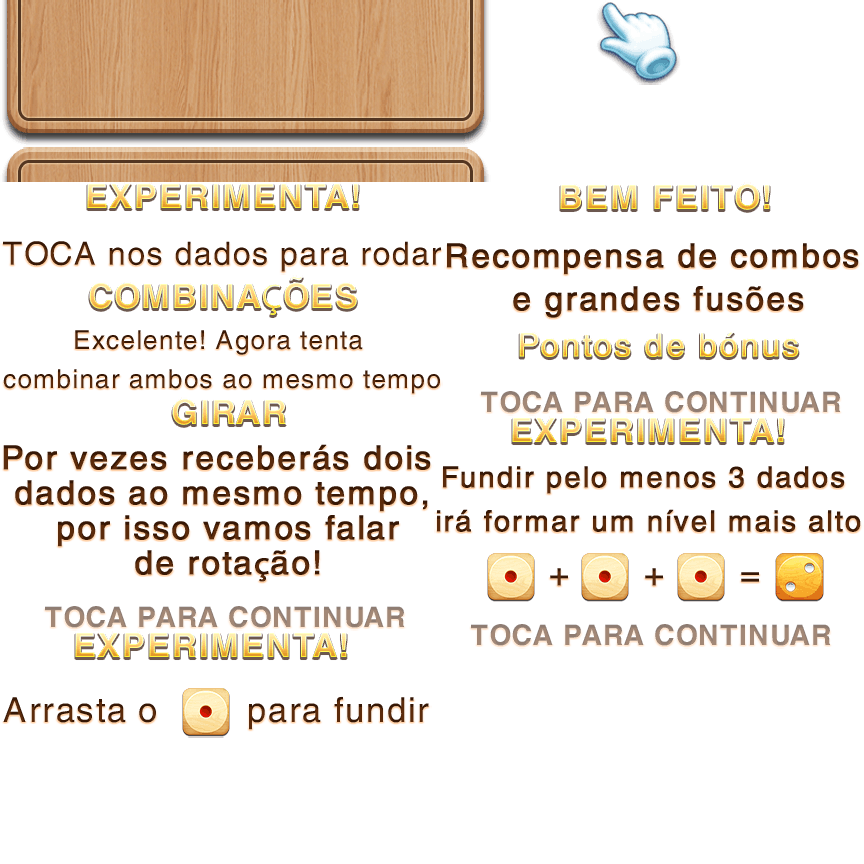 EXPERIMENTA!
TOCA nos dados para rodar
COMBINAÇÕES
Excelente! Agora tenta
combinar ambos ao mesmo tempo
GIRAR
Por vezes receberás dois
dados ao mesmo tempo,
por isso vamos falar
de rotação!
TOCA PARA CONTINUAR
EXPERIMENTA!
Arrasta o para fundir
BEM FEITO!
Recompensa de combos
e grandes fusões
Pontos de bónus
TOCA PARA CONTINUAR
EXPERIMENTA!
Fundir pelo menos 3 dados
irá formar um nível mais alto
+ + =
TOCA PARA CONTINUAR